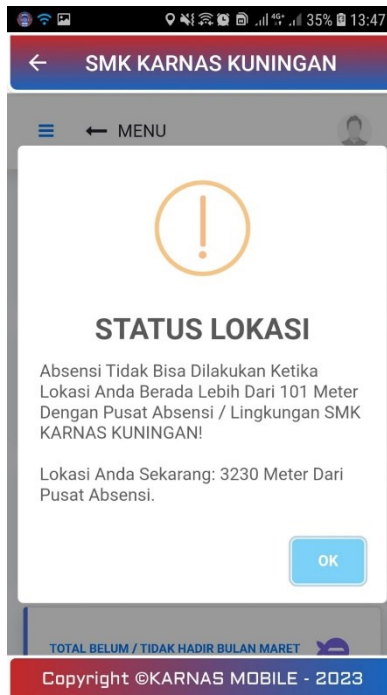 4G+ 35% 13:47
SMK KARNAS KUNINGAN
MENU
STATUS LOKASI
Absensi Tidak Bisa Dilakukan Ketika
Lokasi Anda Berada Lebih Dari 101 Meter
Dengan Pusat Absensi / Lingkungan SMK
KARNAS KUNINGAN!
Lokasi Anda Sekarang: 3230 Meter Dari
Pusat Absensi.
OK
TOTAL BELUM / TIDAK HADIR BULAN MARET
Copyright ©KARNAS MOBILE - 2023